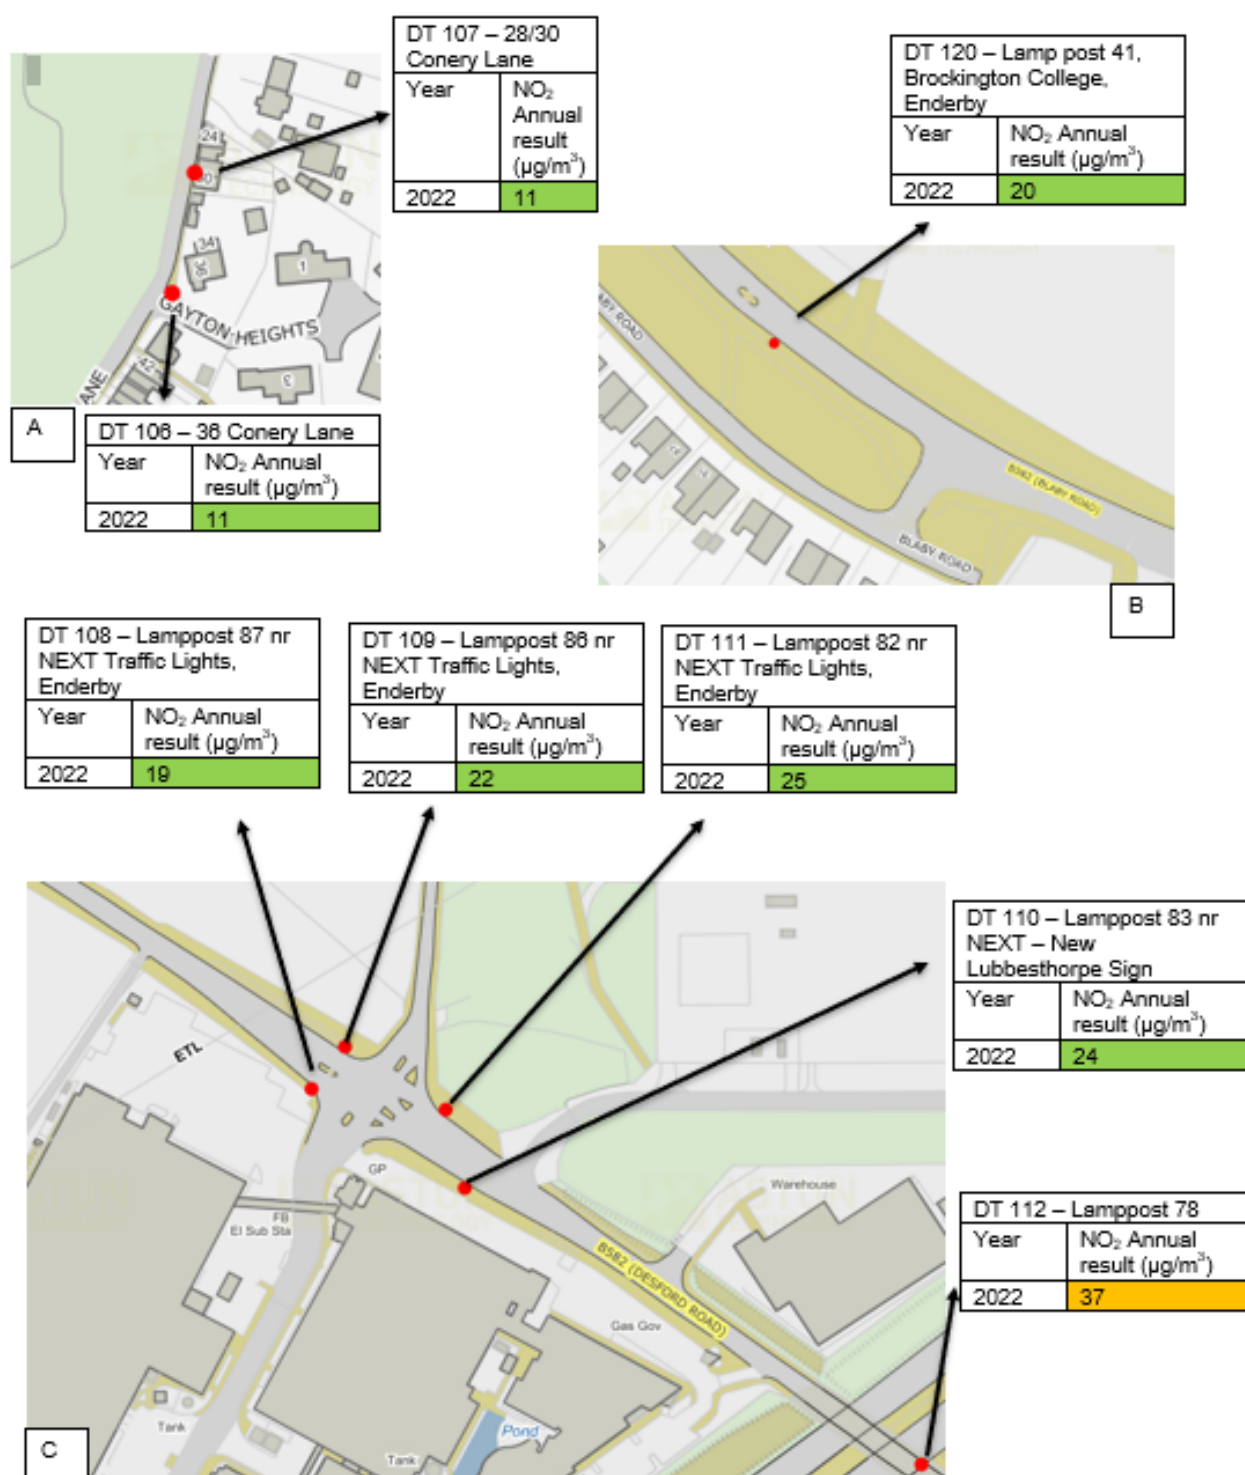 DT 107 – 28/30
Conery Lane
Year
NO₂
Annual
result
(µg/m³)
2022
11
DT 120 – Lamp post 41,
Brockington College,
Enderby
Year
NO₂ Annual
result (µg/m³)
2022
20
24
30
34
36
1
GAYTON HEIGHTS
42
3
ANE
A
DT 106 – 36 Conery Lane
Year
NO₂ Annual
result (µg/m³)
2022
11
LABY ROAD
B582 (BLABY ROAD)
BLABY ROAD
B
DT 108 – Lamppost 87 nr
NEXT Traffic Lights,
Enderby
Year
NO₂ Annual
result (µg/m³)
2022
19
DT 109 – Lamppost 86 nr
NEXT Traffic Lights,
Enderby
Year
NO₂ Annual
result (µg/m³)
2022
22
DT 111 – Lamppost 82 nr
NEXT Traffic Lights,
Enderby
Year
NO₂ Annual
result (µg/m³)
2022
25
DT 110 – Lamppost 83 nr
NEXT – New
Lubbesthorpe Sign
Year
NO₂ Annual
result (µg/m³)
2022
24
ETL
GP
FB
El Sub Sta
Warehouse
B582 (DESFORD ROAD)
Gas Gov
Tank
Pond
Tank
C
DT 112 – Lamppost 78
Year
NO₂ Annual
result (µg/m³)
2022
37